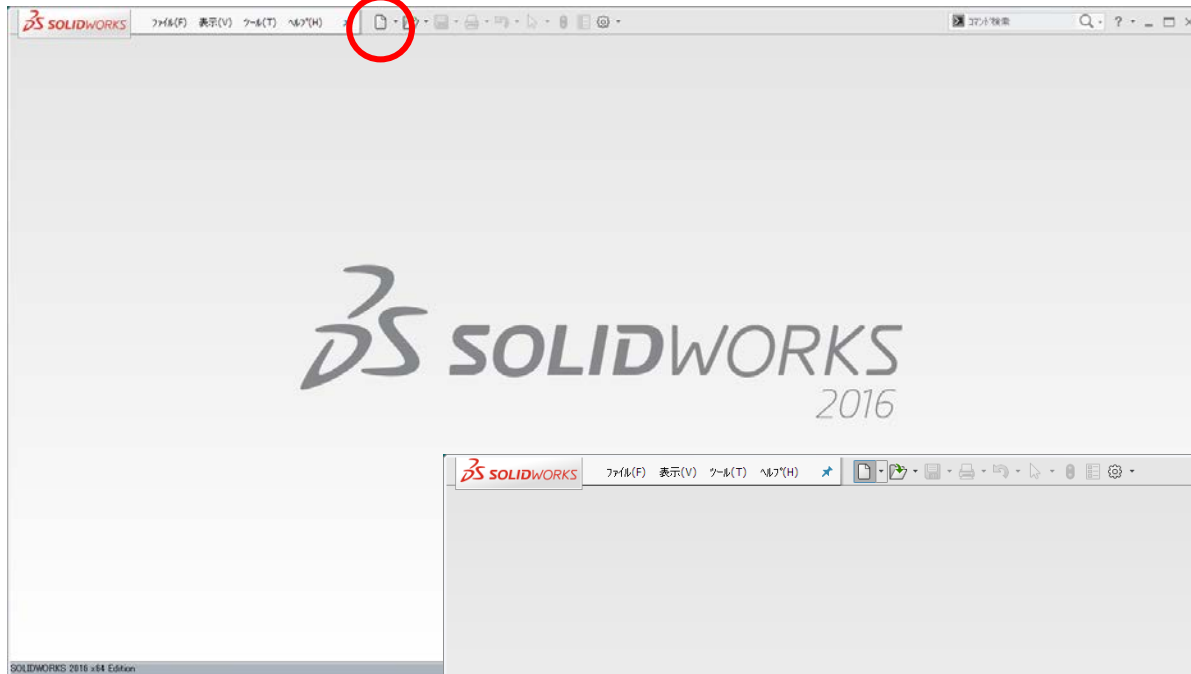 SOLIDWORKS ファイル(F) 表示(V) ツール(T) ヘルプ(H) コマンド検索 ?
SOLIDWORKS
2016
SOLIDWORKS ファイル(F) 表示(V) ツール(T) ヘルプ(H)
SOLIDWORKS 2016 x64 Edition